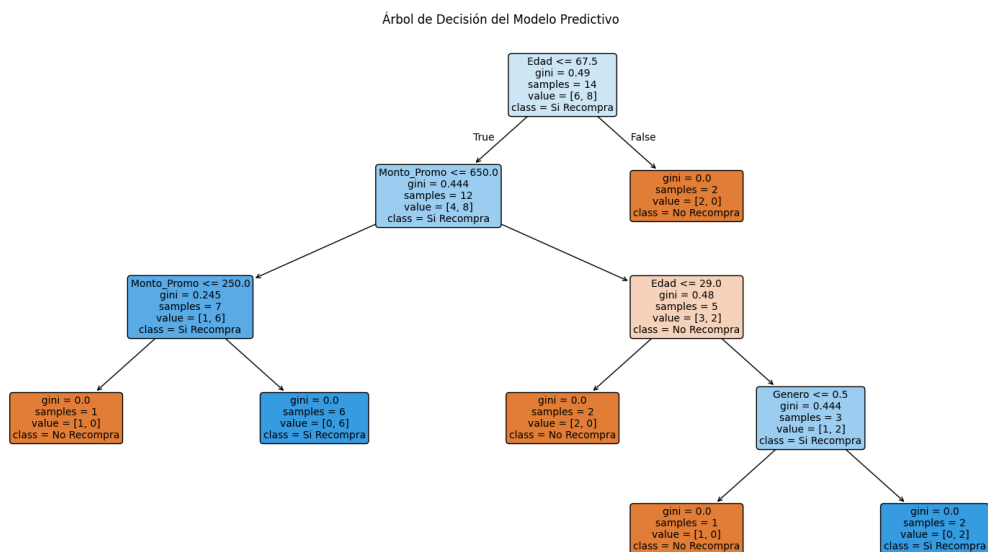 Árbol de Decisión del Modelo Predictivo
Edad <= 67.5
gini = 0.49
samples = 14
value = [6, 8]
class = Si Recompra
True
False
Monto_Promo <= 650.0
gini = 0.444
samples = 12
value = [4, 8]
class = Si Recompra
gini = 0.0
samples = 2
value = [2, 0]
class = No Recompra
Monto_Promo <= 250.0
gini = 0.245
samples = 7
value = [1, 6]
class = Si Recompra
Edad <= 29.0
gini = 0.48
samples = 5
value = [3, 2]
class = No Recompra
gini = 0.0
samples = 1
value = [1, 0]
class = No Recompra
gini = 0.0
samples = 6
value = [0, 6]
class = Si Recompra
gini = 0.0
samples = 2
value = [2, 0]
class = No Recompra
Genero <= 0.5
gini = 0.444
samples = 3
value = [1, 2]
class = Si Recompra
gini = 0.0
samples = 1
value = [1, 0]
class = No Recompra
gini = 0.0
samples = 2
value = [0, 2]
class = Si Recompra